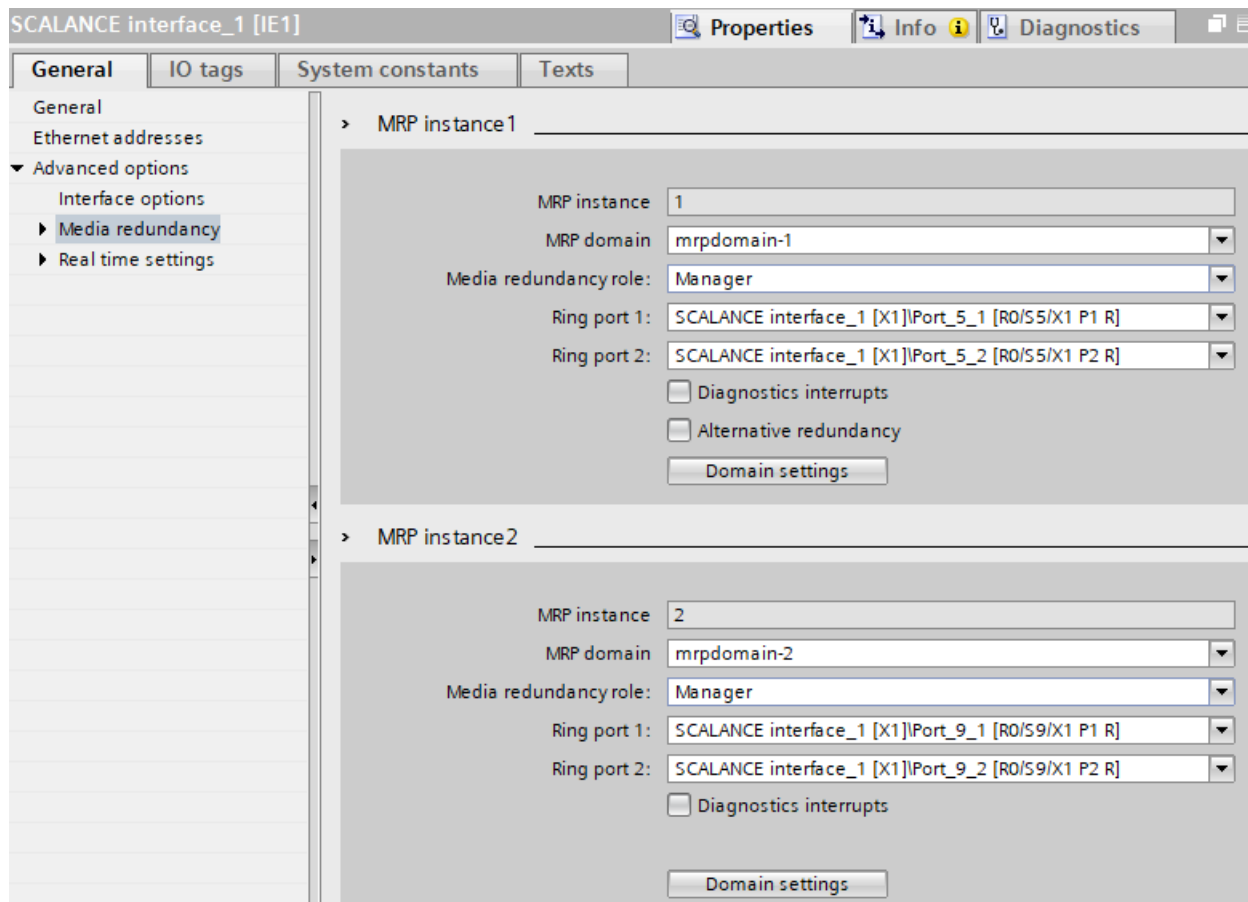 SCALANCE interface_1 [IE1]
Properties
Info
Diagnostics
General
IO tags
System constants
Texts
General
Ethernet addresses
Advanced options
Interface options
Media redundancy
Real time settings
MRP instance1
MRP instance 1
MRP domain mrpdomain-1
Media redundancy role: Manager
Ring port 1: SCALANCE interface_1 [X1]\Port_5_1 [R0/S5/X1 P1 R]
Ring port 2: SCALANCE interface_1 [X1]\Port_5_2 [R0/S5/X1 P2 R]
Diagnostics interrupts
Alternative redundancy
Domain settings
MRP instance2
MRP instance 2
MRP domain mrpdomain-2
Media redundancy role: Manager
Ring port 1: SCALANCE interface_1 [X1]\Port_9_1 [R0/S9/X1 P1 R]
Ring port 2: SCALANCE interface_1 [X1]\Port_9_2 [R0/S9/X1 P2 R]
Diagnostics interrupts
Domain settings